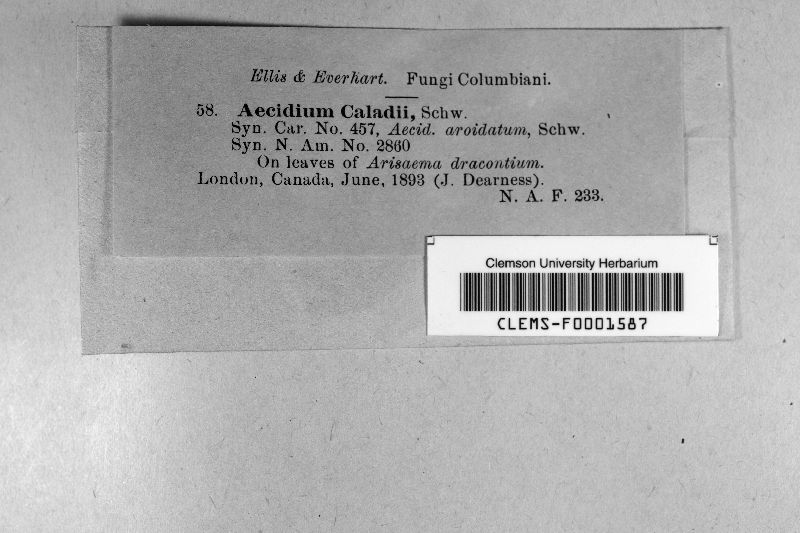 Ellis & Everhart. Fungi Columbiani.
58. Aecidium Caladii, Schw.
Syn. Car. No. 457, Aecid. aroidatum, Schw.
Syn. N. Am. No. 2860
On leaves of Arisaema dracontium.
London, Canada, June, 1893 (J. Dearness).
N. A. F. 233.
Clemson University Herbarium
CLEMS-F0001587